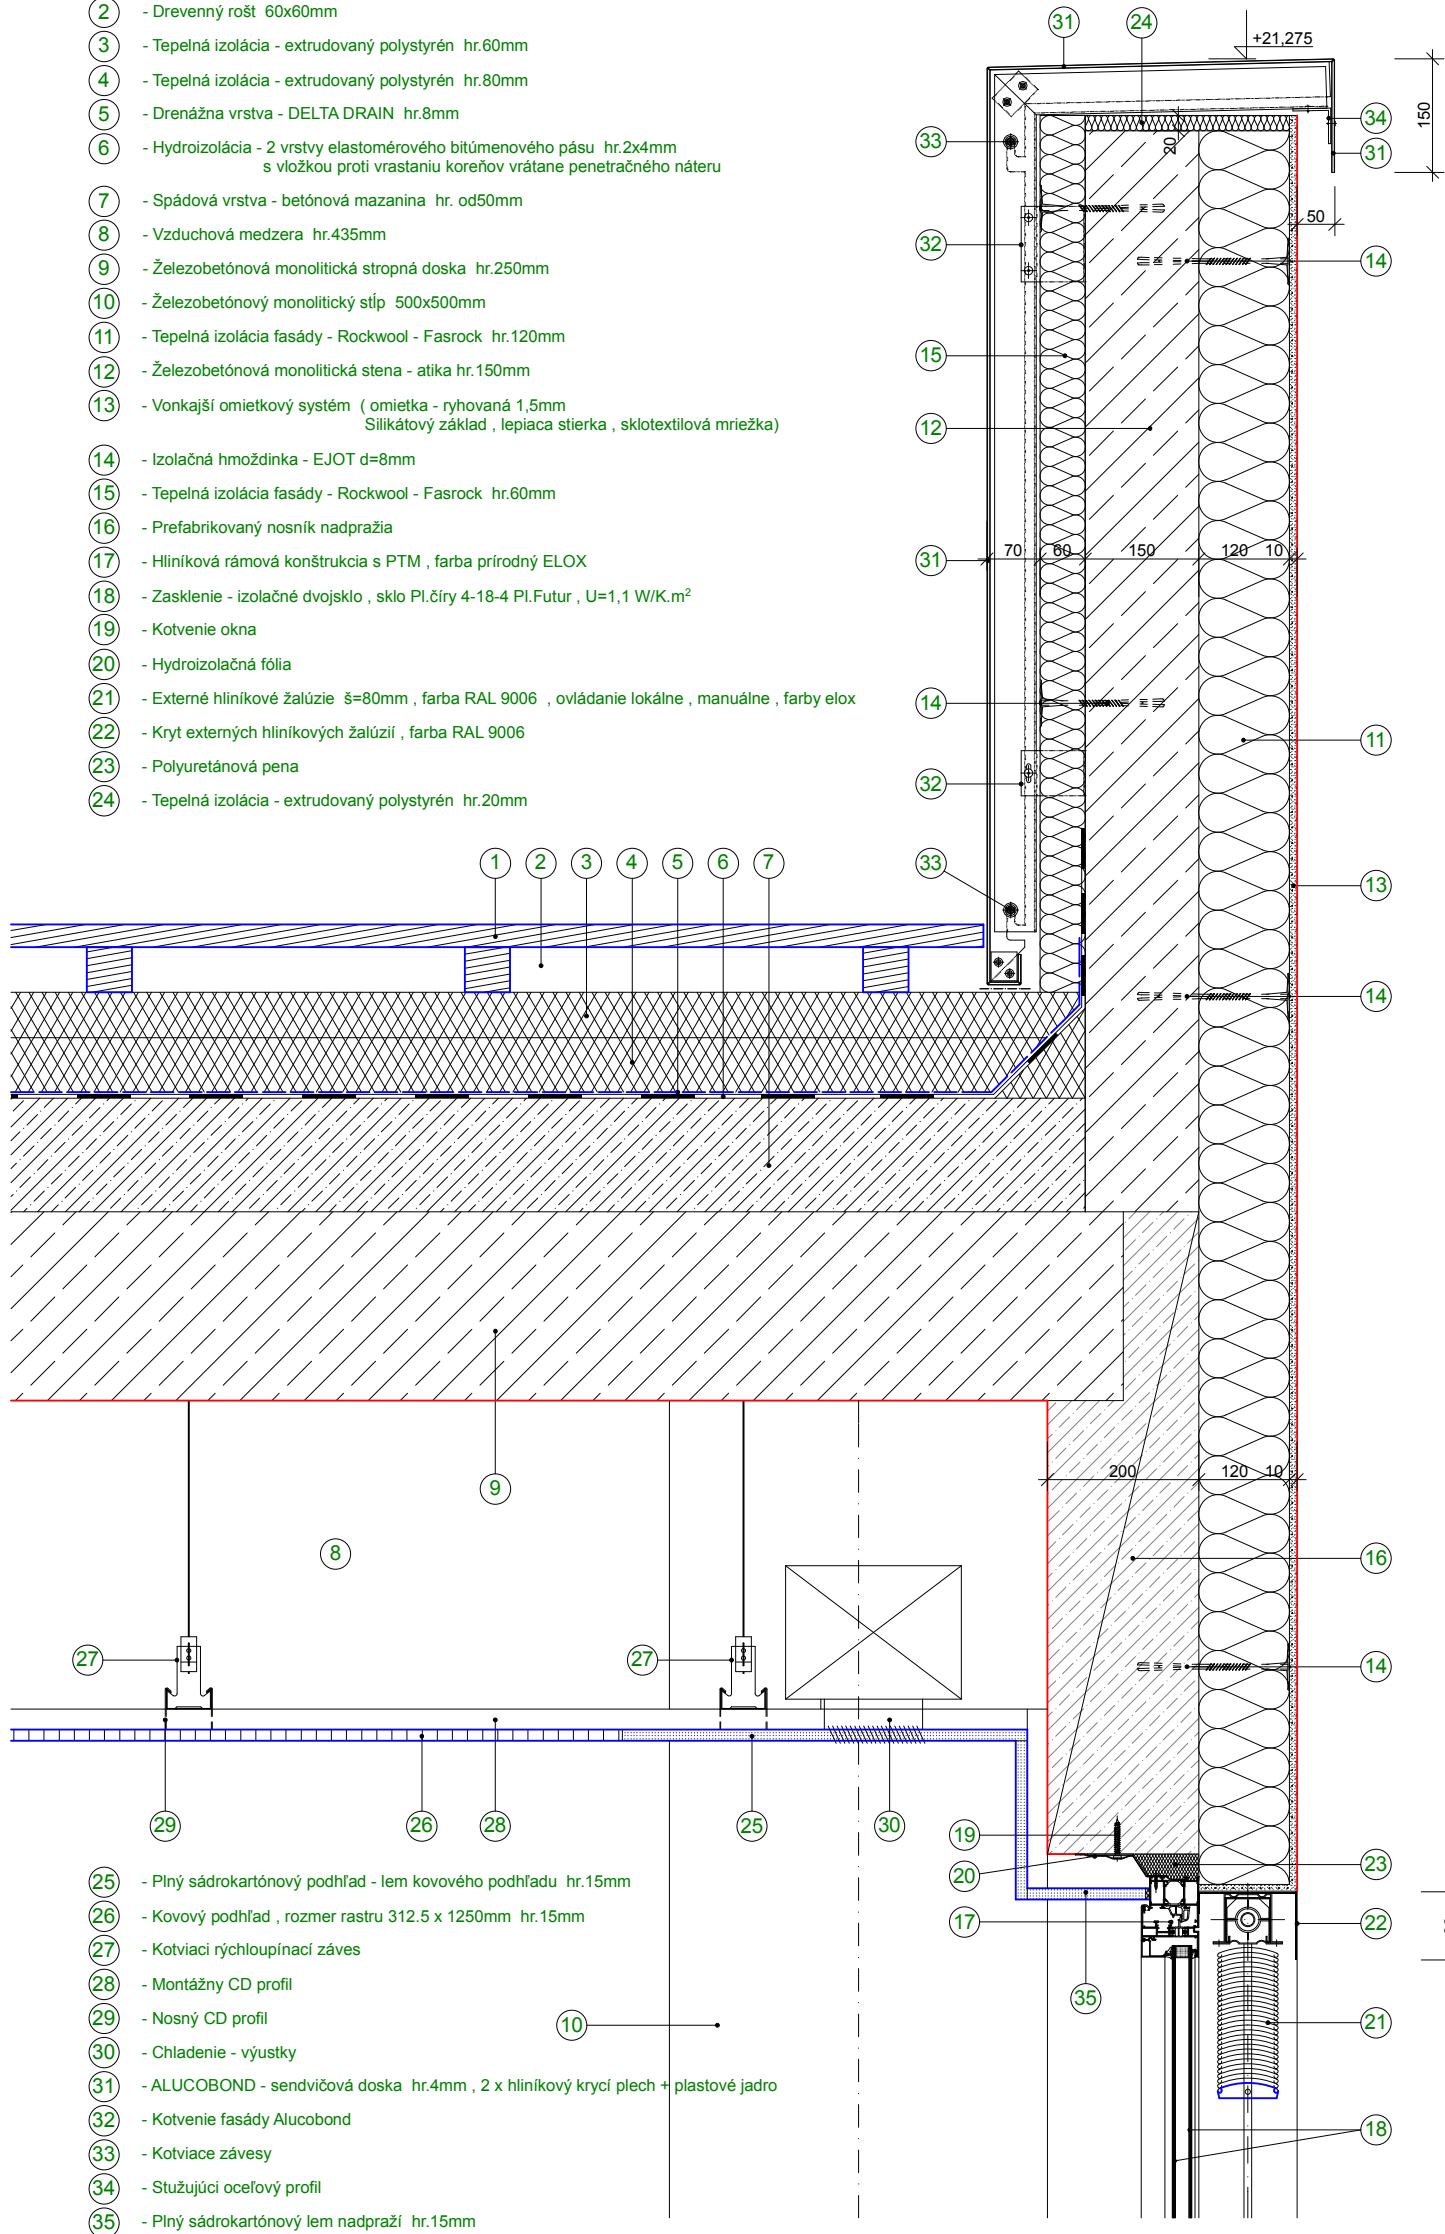 2 - Drevenný rošt 60x60mm
3 - Tepelná izolácia - extrudovaný polystyrén hr.60mm
4 - Tepelná izolácia - extrudovaný polystyrén hr.80mm
5 - Drenážna vrstva - DELTA DRAIN hr.8mm
6 - Hydroizolácia - 2 vrstvy elastomérového bitúmenového pásu hr.2x4mm
s vložkou proti vrastaniu koreňov vrátane penetračného náteru
7 - Spádová vrstva - betónová mazanina hr. od50mm
8 - Vzduchová medzera hr.435mm
9 - Železobetónová monolitická stropná doska hr.250mm
10 - Železobetónový monolitický stĺp 500x500mm
11 - Tepelná izolácia fasády - Rockwool - Fasrock hr.120mm
12 - Železobetónová monolitická stena - atika hr.150mm
13 - Vonkajší omietkový systém ( omietka - ryhovaná 1,5mm
Silikátový základ , lepiaca stierka , sklotextilová mriežka)
14 - Izolačná hmoždinka - EJOT d=8mm
15 - Tepelná izolácia fasády - Rockwool - Fasrock hr.60mm
16 - Prefabrikovaný nosník nadpražia
17 - Hliníková rámová konštrukcia s PTM , farba prírodný ELOX
18 - Zasklenie - izolačné dvojsklo , sklo Pl.číry 4-18-4 Pl.Futur , U=1,1 W/K.m²
19 - Kotvenie okna
20 - Hydroizolačná fólia
21 - Externé hliníkové žalúzie š=80mm , farba RAL 9006 , ovládanie lokálne , manuálne , farby elox
22 - Kryt externých hliníkových žalúzií , farba RAL 9006
23 - Polyuretánová pena
24 - Tepelná izolácia - extrudovaný polystyrén hr.20mm
31 24
+21,275
150
34
33 20 31
50
32 14
15
12
31 70 60 150 120 10
14 11
32
1 2 3 4 5 6 7 33
13
14
9 200 120 10
8 16
27 27 14
29 26 28 25 30
19
20 23
17 22
35
10 21
18
25 - Plný sádrokartónový podhľad - lem kovového podhľadu hr.15mm
26 - Kovový podhľad , rozmer rastru 312.5 x 1250mm hr.15mm
27 - Kotviaci rýchloupínací záves
28 - Montážny CD profil
29 - Nosný CD profil
30 - Chladenie - výustky
31 - ALUCOBOND - sendvičová doska hr.4mm , 2 x hliníkový krycí plech + plastové jadro
32 - Kotvenie fasády Alucobond
33 - Kotviace závesy
34 - Stužujúci oceľový profil
35 - Plný sádrokartónový lem nadpraží hr.15mm